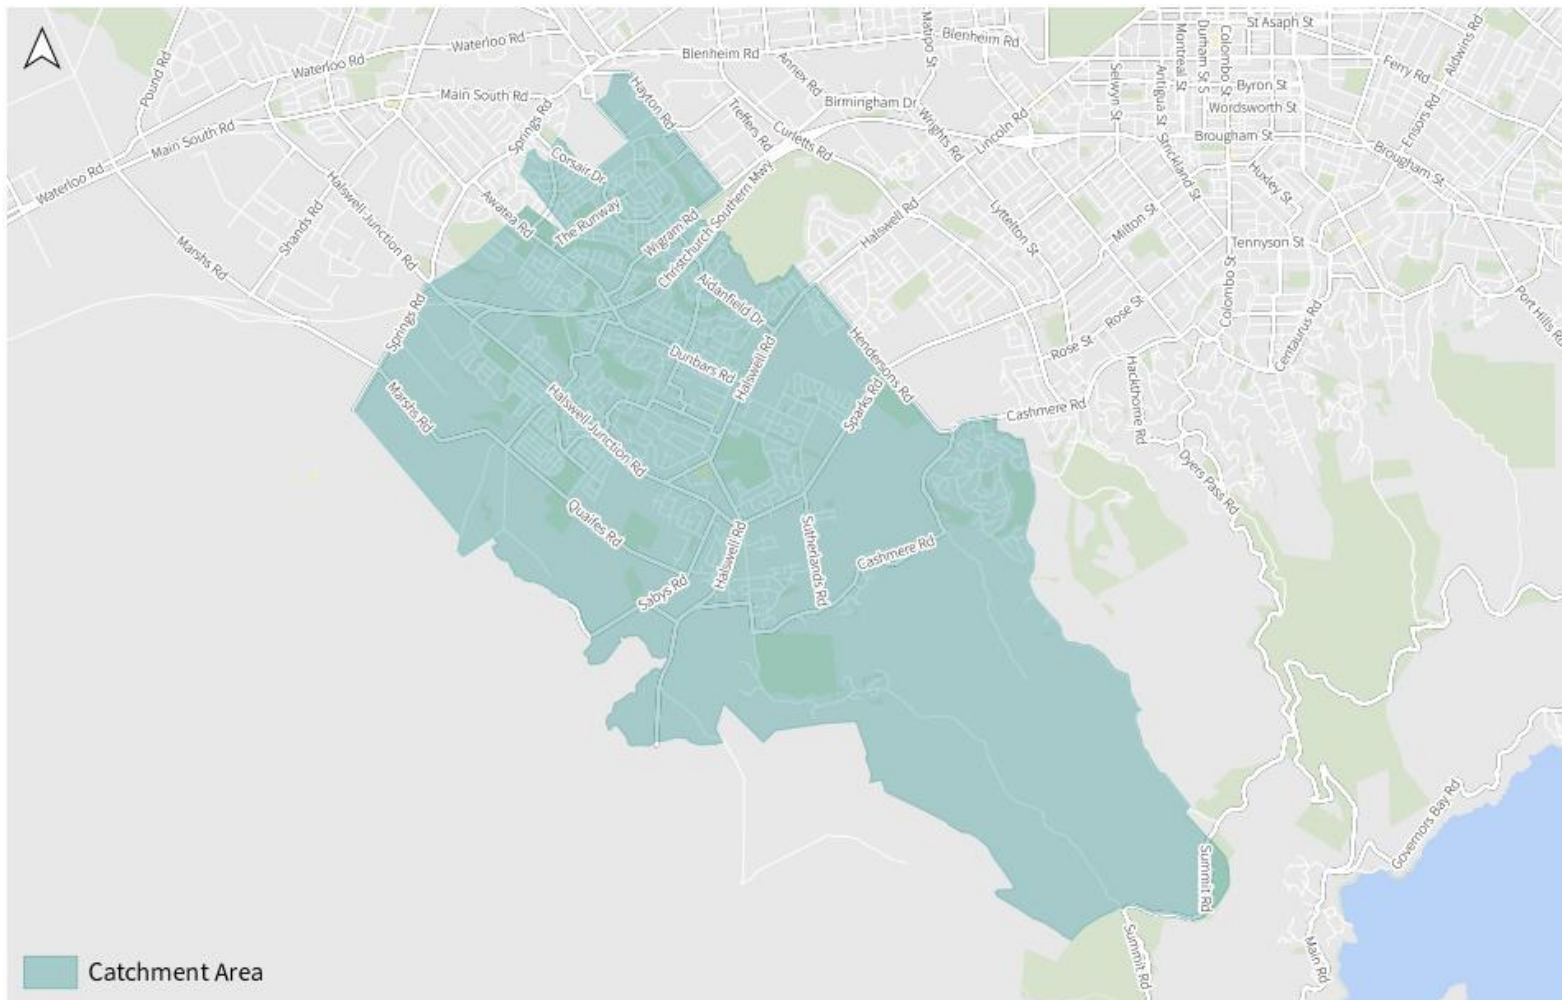 St Asaph St
Waterloo Rd
Blenheim Rd
Blenheim Rd
Matipo St
Durham St S
Colombo St
Montreal St
Aldwins Rd
Ferry Rd
Pound Rd
Waterloo Rd
Annex Rd
Selwyn St
Antigua St
Byron St
Main South Rd
Hayton Rd
Birmingham Dr
Wordsworth St
Ensors Rd
Springs Rd
Treffers Rd
Curletts Rd
Wrights Rd
Lincoln Rd
Brougham St
Main South Rd
Corsair Dr
Strickland St
Huxley St
Brougham St
Waterloo Rd
Halswell Junction Rd
Shands Rd
Awatea Rd
The Runway
Wigram Rd
Christchurch Southern Mwy
Halswell Rd
Lyttelton St
Milton St
Tennyson St
Marshs Rd
Aidanfield Dr
Colombo St
Springs Rd
Rose St
Rose St
Centaurus Rd
Port Hills Rd
Dunbars Rd
Halswell Rd
Hendersons Rd
Sparks Rd
Hackthorne Rd
Marshs Rd
Halswell Junction Rd
Cashmere Rd
Dyers Pass Rd
Quaifes Rd
Halswell Rd
Sutherlands Rd
Cashmere Rd
Sabys Rd
Governors Bay Rd
Summit Rd
Summit Rd
Main Rd
Catchment Area